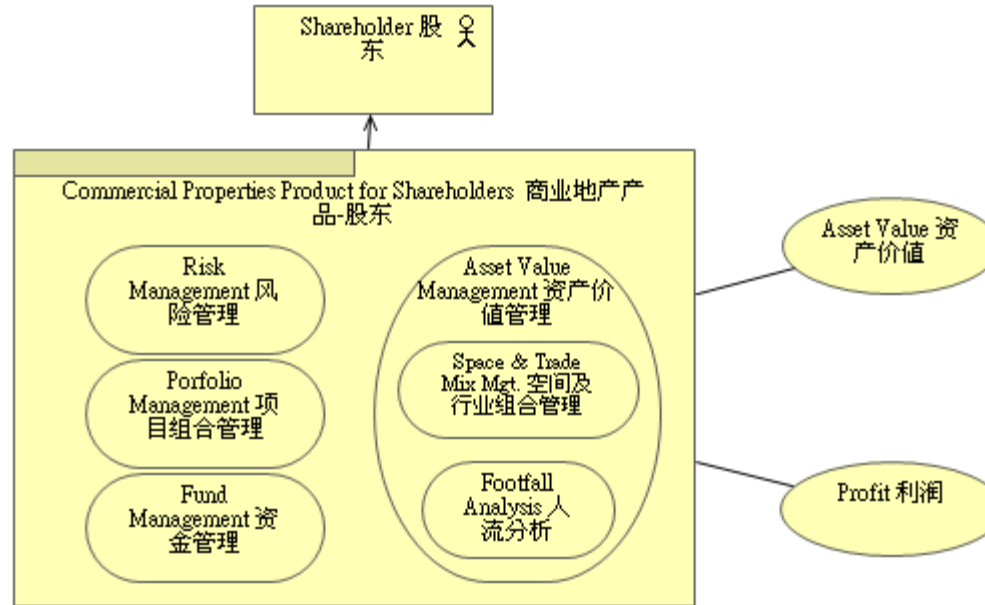 Shareholder 股
东
Commercial Properties Product for Shareholders 商业地产产
品-股东
Risk
Management 风
险管理
Porfolio
Management 项
目组合管理
Fund
Management 资
金管理
Asset Value
Management 资产价
值管理
Space & Trade
Mix Mgt. 空间及
行业组合管理
Footfall
Analysis 人
流分析
Asset Value 资
产价值
Profit 利润